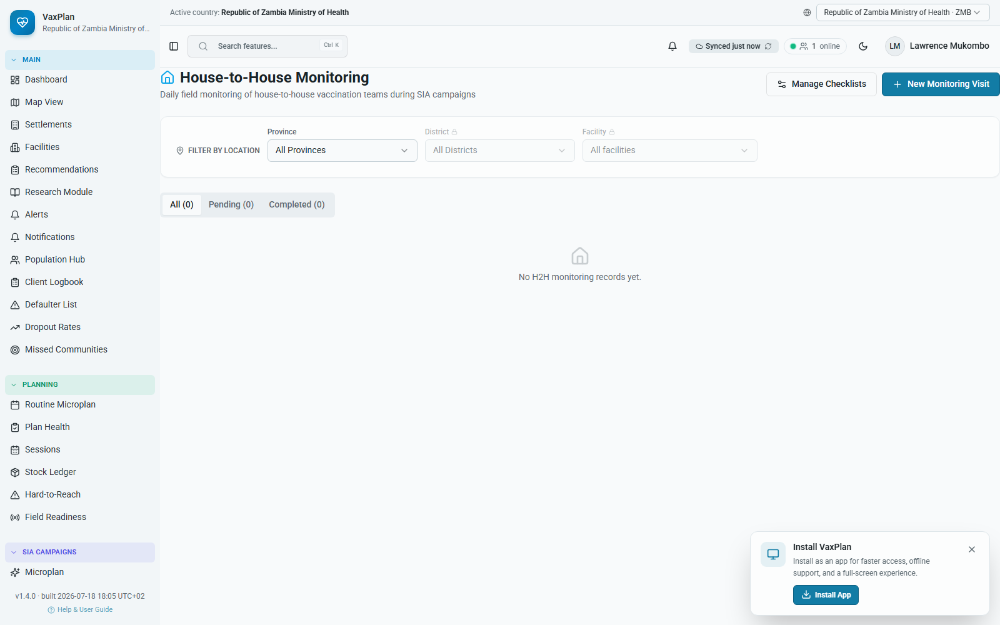 VaxPlan
Republic of Zambia Ministry of...
MAIN
Dashboard
Map View
Settlements
Facilities
Recommendations
Research Module
Alerts
Notifications
Population Hub
Client Logbook
Defaulter List
Dropout Rates
Missed Communities
PLANNING
Routine Microplan
Plan Health
Sessions
Stock Ledger
Hard-to-Reach
Field Readiness
SIA CAMPAIGNS
Microplan
v1.4.0 · built 2026-07-18 18:05 UTC+02
Help & User Guide
Active country: Republic of Zambia Ministry of Health
Republic of Zambia Ministry of Health · ZMB
Search features...
Ctrl K
Synced just now
1 online
LM
Lawrence Mukombo
House-to-House Monitoring
Daily field monitoring of house-to-house vaccination teams during SIA campaigns
Manage Checklists
New Monitoring Visit
FILTER BY LOCATION
Province
All Provinces
District
All Districts
Facility
All facilities
All (0)
Pending (0)
Completed (0)
No H2H monitoring records yet.
Install VaxPlan
Install as an app for faster access, offline
support, and a full-screen experience.
Install App